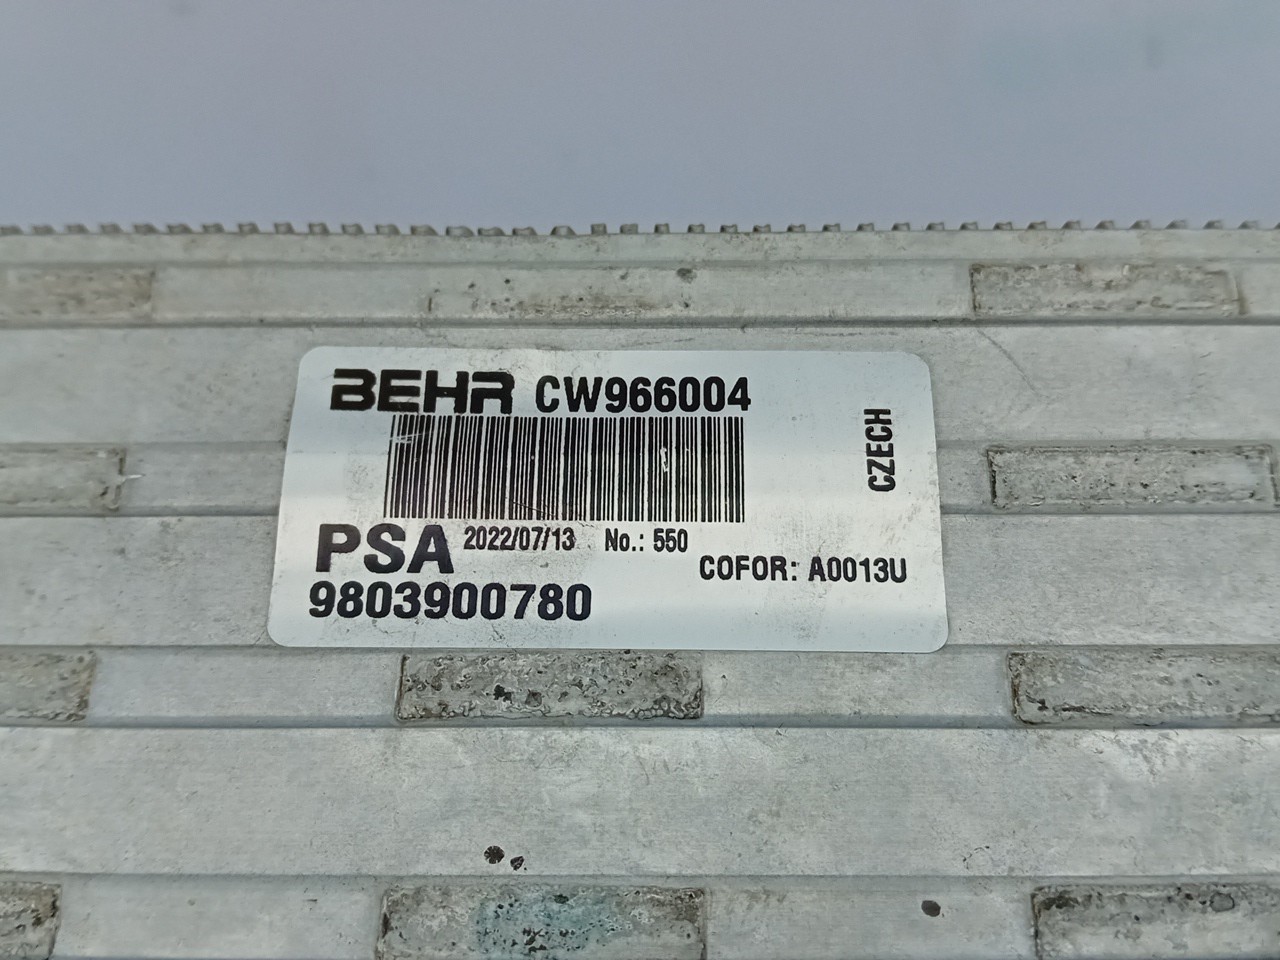 BEHR CW966004
CZECH
PSA 2022/07/13 No.: 550
COFOR: A0013U
9803900780